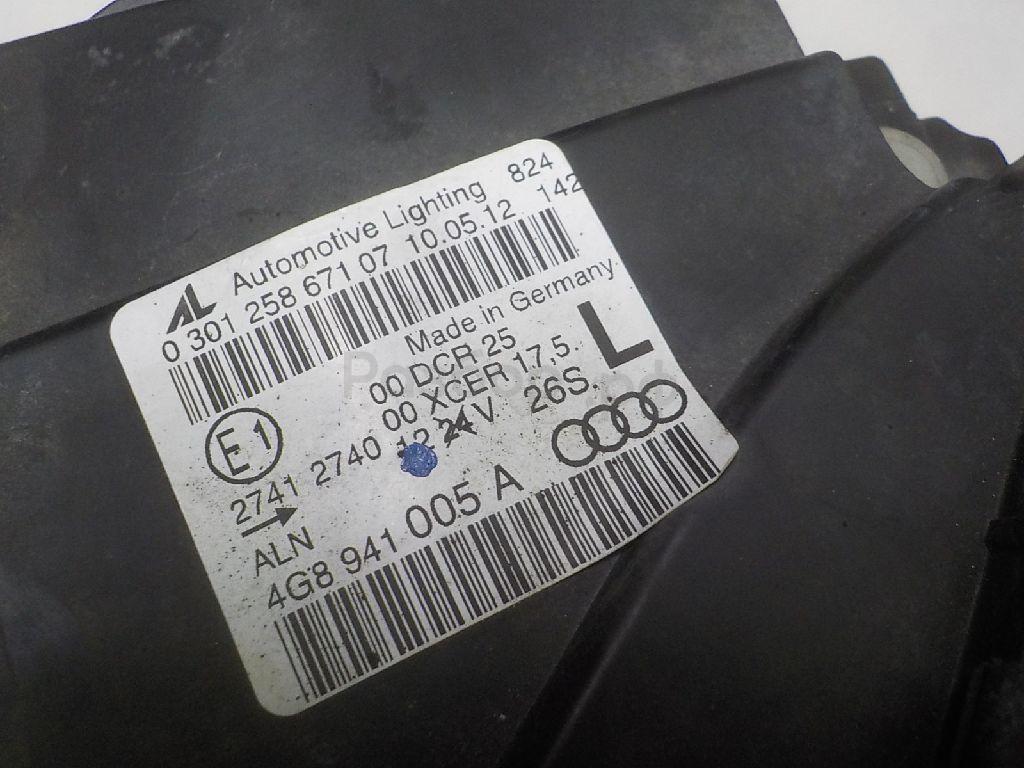 AL Automotive Lighting 824
0 301 258 671 07 10.05.12 142
Made in Germany
00 DCR 25
00 XCER 17,5 L
E1
2741 2740 12 24 V 26S
ALN
4G8 941 005 A